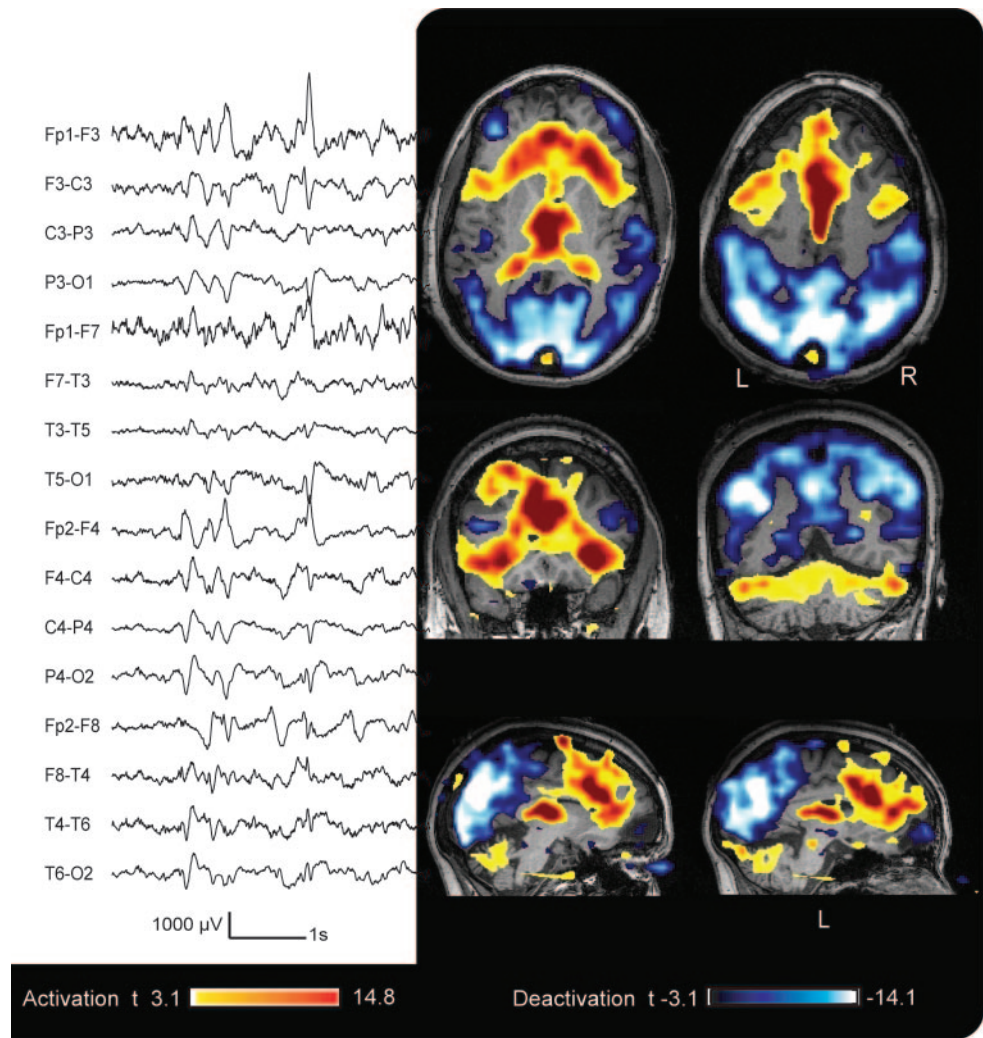 Fp1-F3
F3-C3
C3-P3
P3-O1
Fp1-F7
F7-T3
T3-T5
T5-O1
Fp2-F4
F4-C4
C4-P4
P4-O2
Fp2-F8
F8-T4
T4-T6
T6-O2
1000 µV
1s
L R
L
Activation t 3.1 14.8
Deactivation t -3.1 -14.1